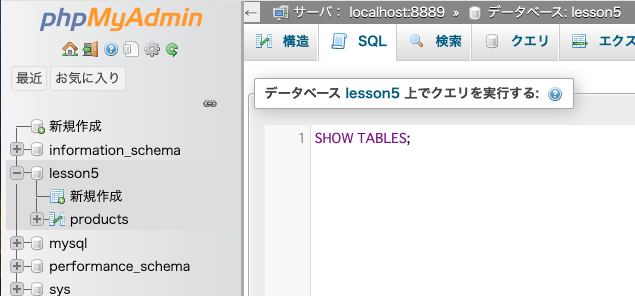 phpMyAdmin
最近 お気に入り
新規作成
information_schema
lesson5
新規作成
products
mysql
performance_schema
sys
サーバ： localhost:8889 » データベース: lesson5
構造 SQL 検索 クエリ エクス
データベース lesson5 上でクエリを実行する:
1 SHOW TABLES;